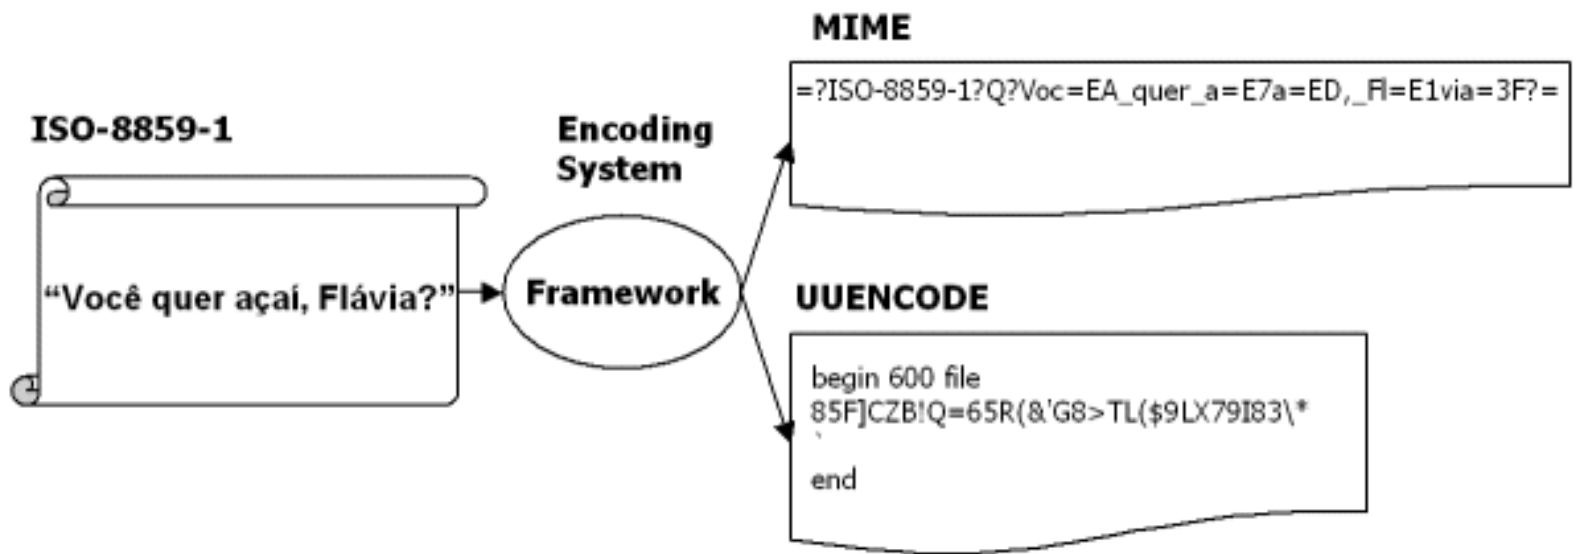 ISO-8859-1
“Você quer açaí, Flávia?”
Encoding
System
Framework
MIME
=?ISO-8859-1?Q?Voc=EA_quer_a=E7a=ED,_Fl=E1via=3F?=
UUENCODE
begin 600 file
85F]CZB!Q=65R(&'G8>TL($9LX79I83\*
`
end